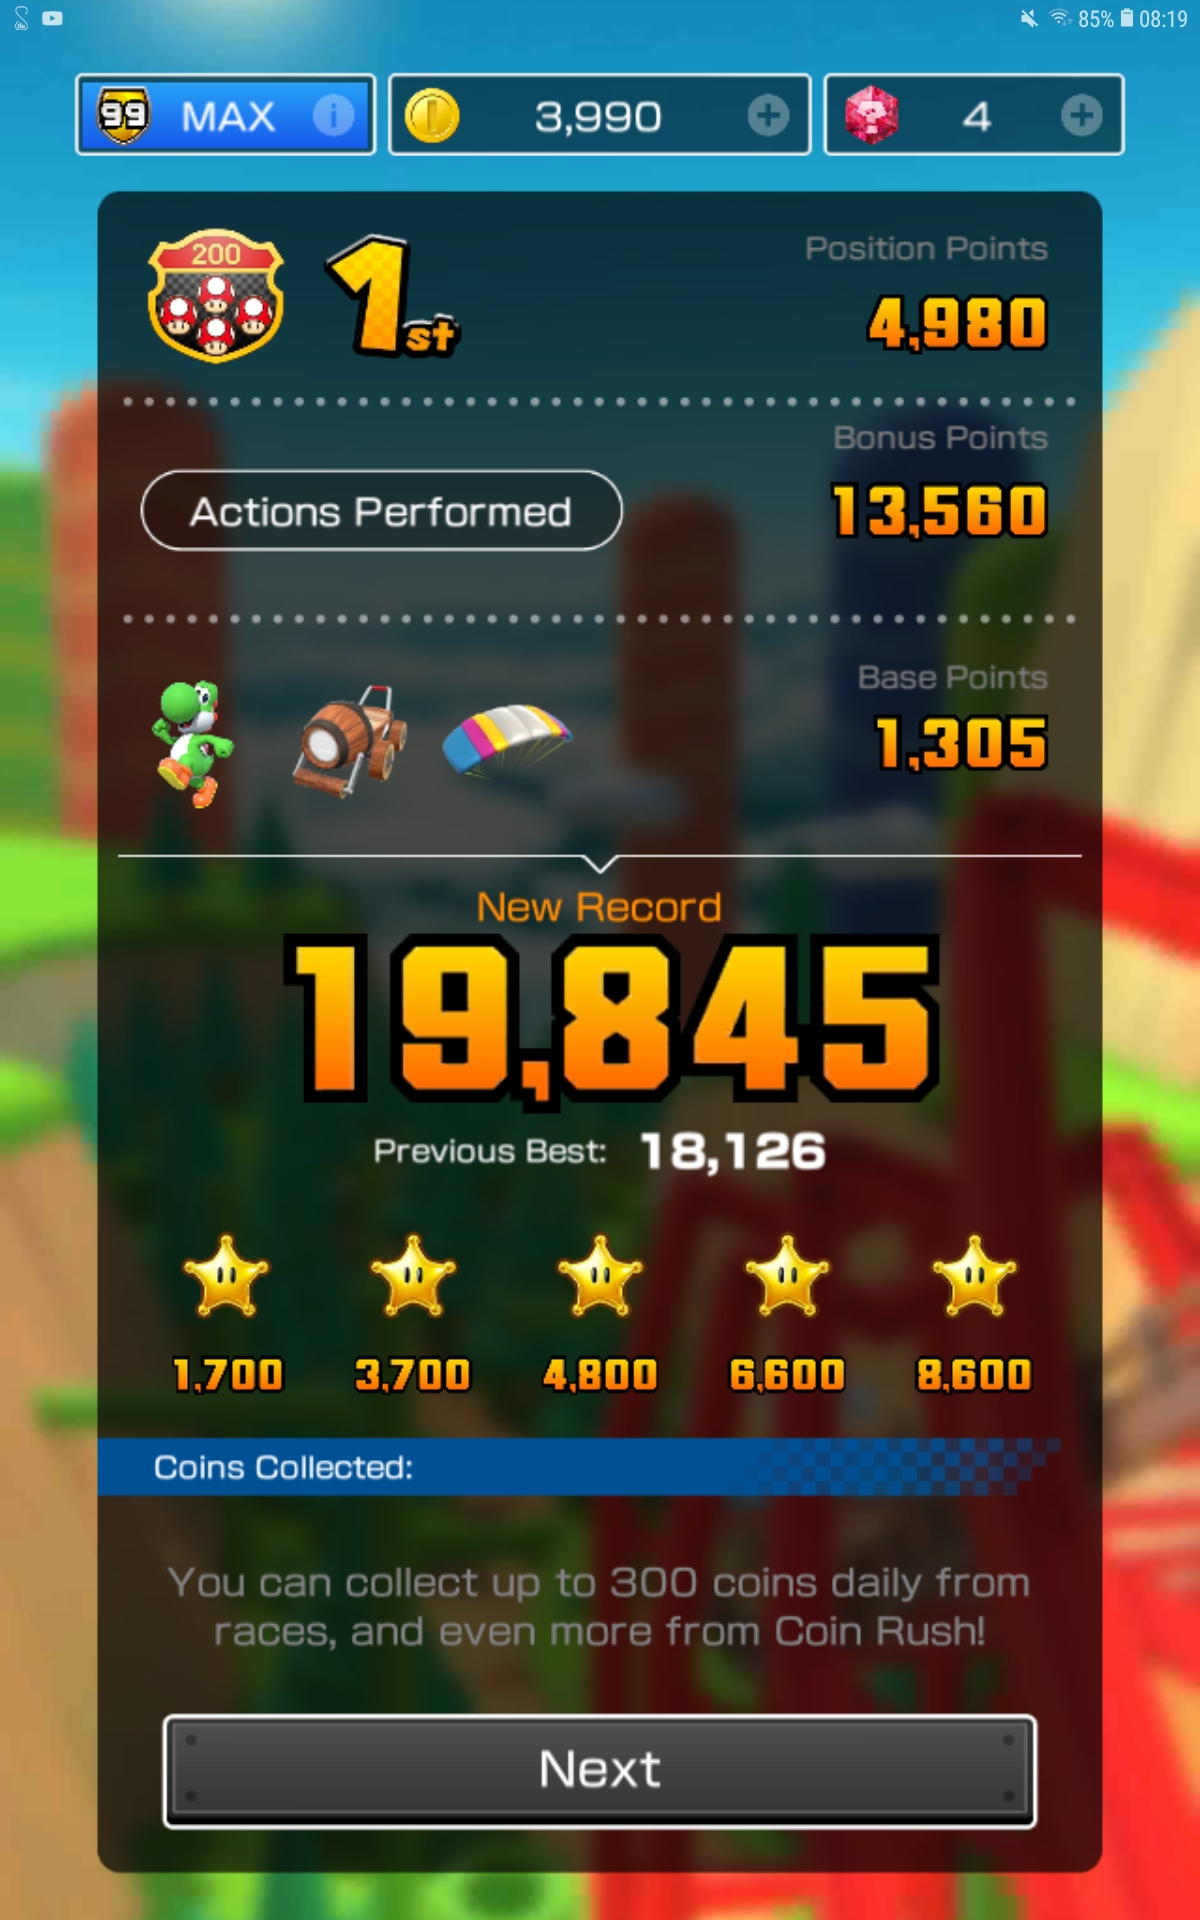 85% 08:19
99 MAX i 3,990 + 4 +
200
1st
Position Points
4,980
Bonus Points
Actions Performed
13,560
Base Points
1,305
New Record
19,845
Previous Best: 18,126
1,700 3,700 4,800 6,600 8,600
Coins Collected:
You can collect up to 300 coins daily from
races, and even more from Coin Rush!
Next